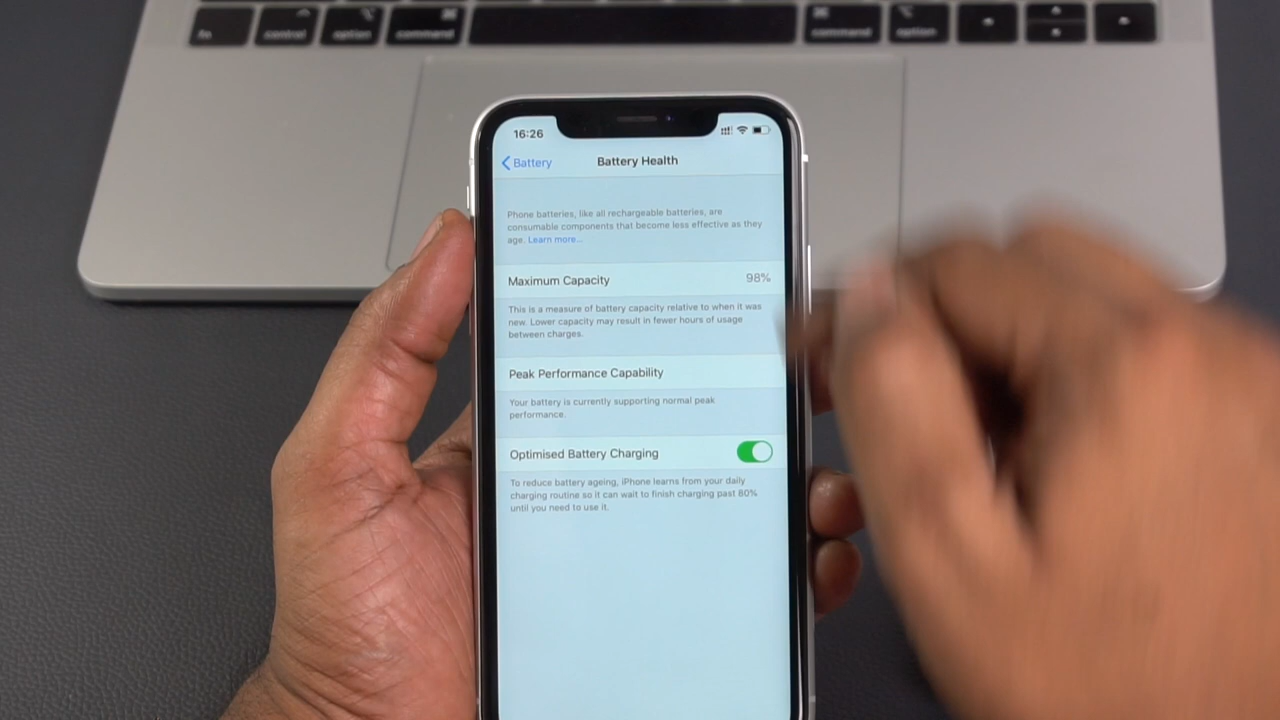 fn control option command command option
16:26
Battery Battery Health
Phone batteries, like all rechargeable batteries, are
consumable components that become less effective as they
age. Learn more...
Maximum Capacity 98%
This is a measure of battery capacity relative to when it was
new. Lower capacity may result in fewer hours of usage
between charges.
Peak Performance Capability
Your battery is currently supporting normal peak
performance.
Optimised Battery Charging
To reduce battery ageing, iPhone learns from your daily
charging routine so it can wait to finish charging past 80%
until you need to use it.